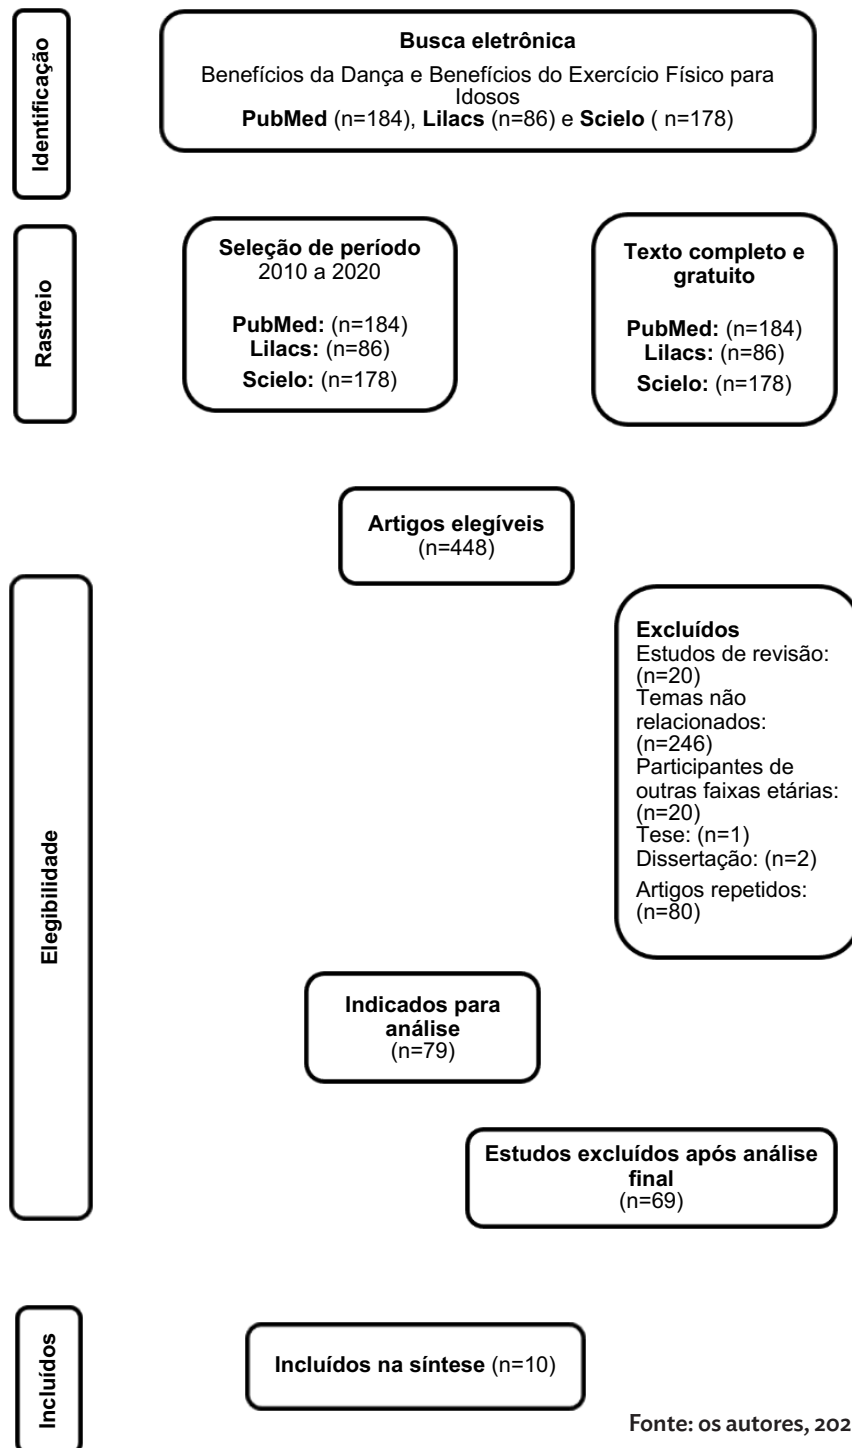 Identificação
Busca eletrônica
Benefícios da Dança e Benefícios do Exercício Físico para
Idosos
PubMed (n=184), Lilacs (n=86) e Scielo ( n=178)
Rastreio
Seleção de período
2010 a 2020
PubMed: (n=184)
Lilacs: (n=86)
Scielo: (n=178)
Texto completo e
gratuito
PubMed: (n=184)
Lilacs: (n=86)
Scielo: (n=178)
Artigos elegíveis
(n=448)
Elegibilidade
Excluídos
Estudos de revisão:
(n=20)
Temas não
relacionados:
(n=246)
Participantes de
outras faixas etárias:
(n=20)
Tese: (n=1)
Dissertação: (n=2)
Artigos repetidos:
(n=80)
Indicados para
análise
(n=79)
Estudos excluídos após análise
final
(n=69)
Incluídos
Incluídos na síntese (n=10)
Fonte: os autores, 202